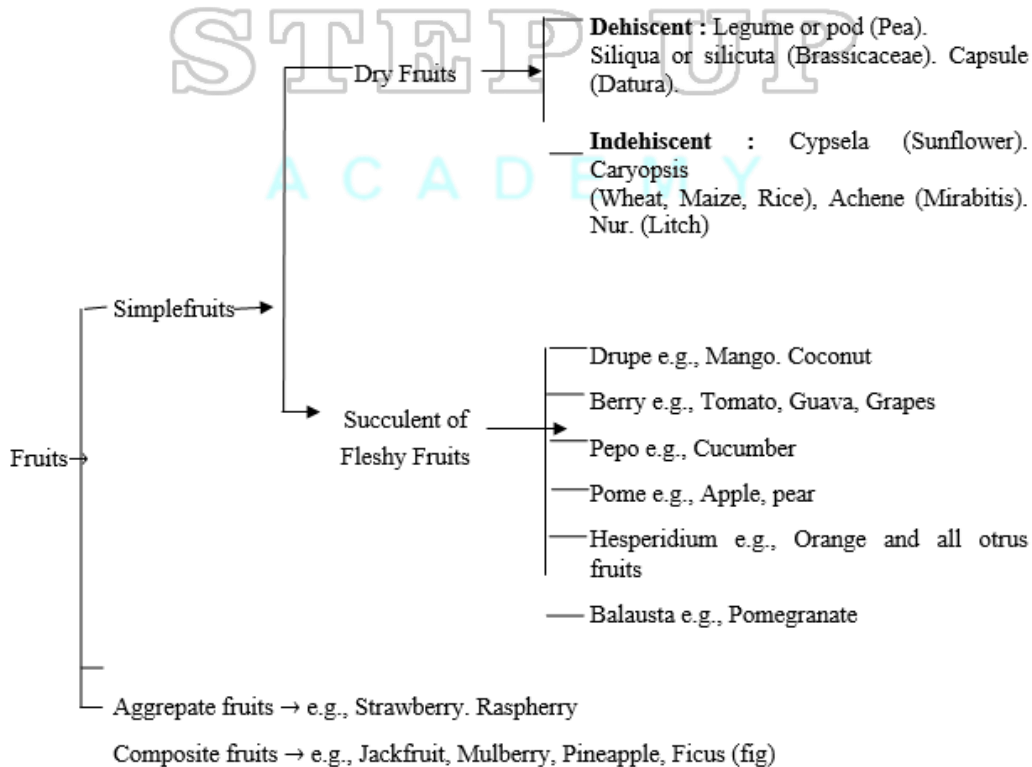 STEP UP
ACADEMY
Dehiscent : Legume or pod (Pea).
Siliqua or silicuta (Brassicaceae). Capsule
(Datura).
Dry Fruits
Indehiscent : Cypsela (Sunflower).
Caryopsis
(Wheat, Maize, Rice), Achene (Mirabitis).
Nur. (Litch)
Simplefruits
Drupe e.g., Mango. Coconut
Berry e.g., Tomato, Guava, Grapes
Succulent of
Fleshy Fruits
Fruits→
Pepo e.g., Cucumber
Pome e.g., Apple, pear
Hesperidium e.g., Orange and all otrus
fruits
Balausta e.g., Pomegranate
Aggrepate fruits → e.g., Strawberry. Raspherry
Composite fruits → e.g., Jackfruit, Mulberry, Pineapple, Ficus (fig)